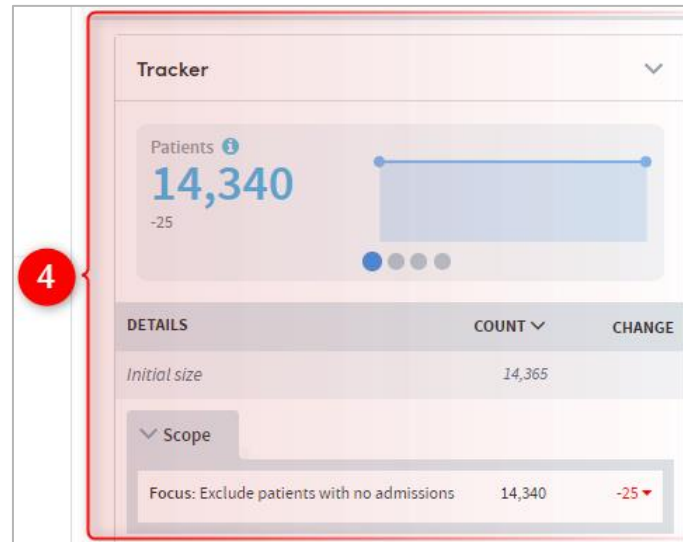 Tracker
Patients
14,340
-25
4
DETAILS COUNT CHANGE
Initial size 14,365
Scope
Focus: Exclude patients with no admissions 14,340 -25